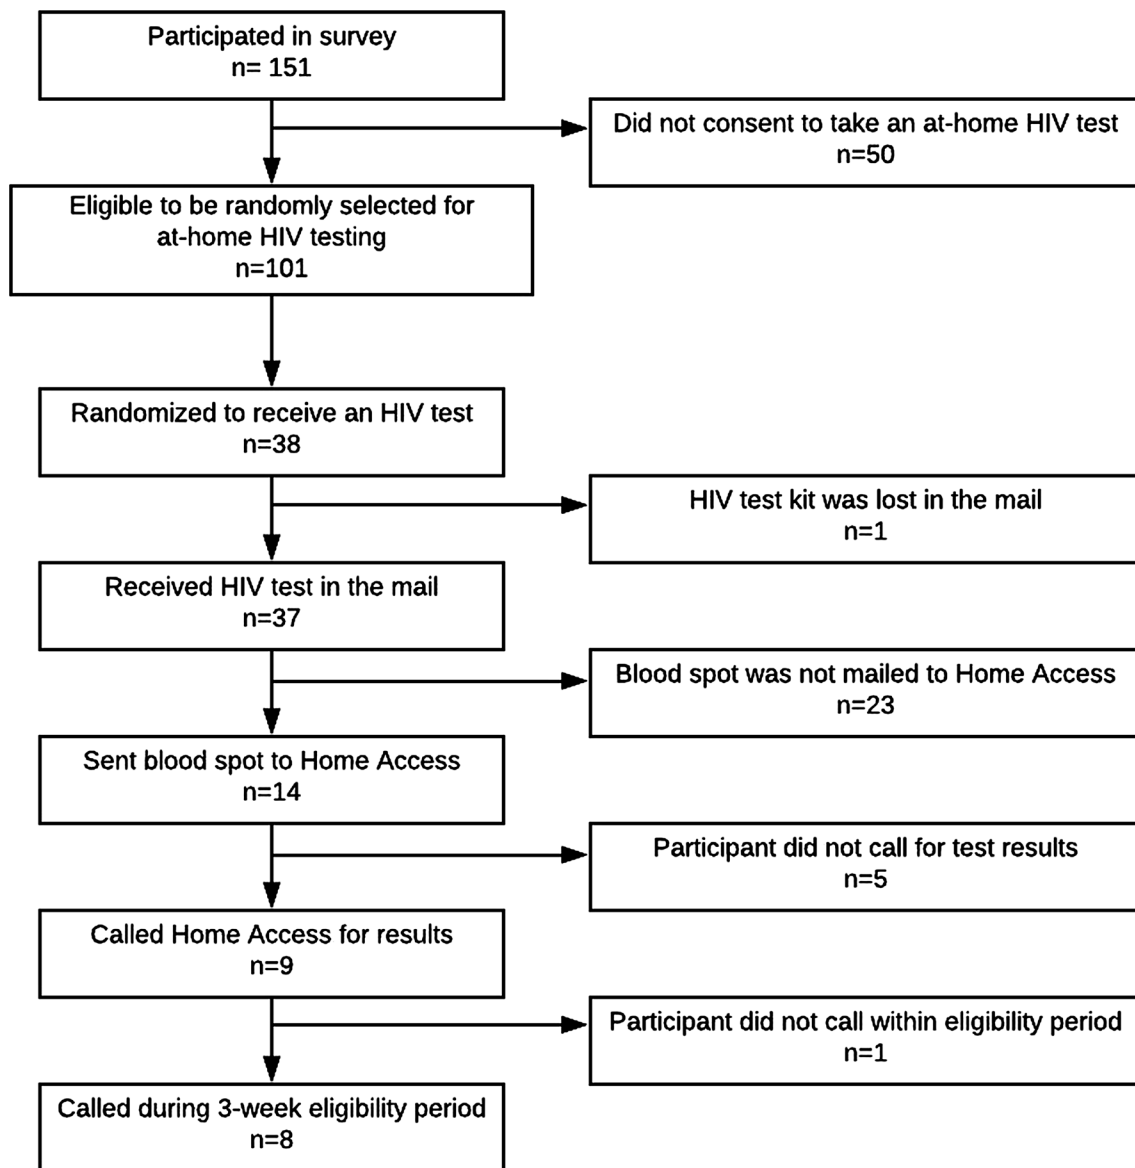 Participated in survey
n= 151
Did not consent to take an at-home HIV test
n=50
Eligible to be randomly selected for
at-home HIV testing
n=101
Randomized to receive an HIV test
n=38
HIV test kit was lost in the mail
n=1
Received HIV test in the mail
n=37
Blood spot was not mailed to Home Access
n=23
Sent blood spot to Home Access
n=14
Participant did not call for test results
n=5
Called Home Access for results
n=9
Participant did not call within eligibility period
n=1
Called during 3-week eligibility period
n=8